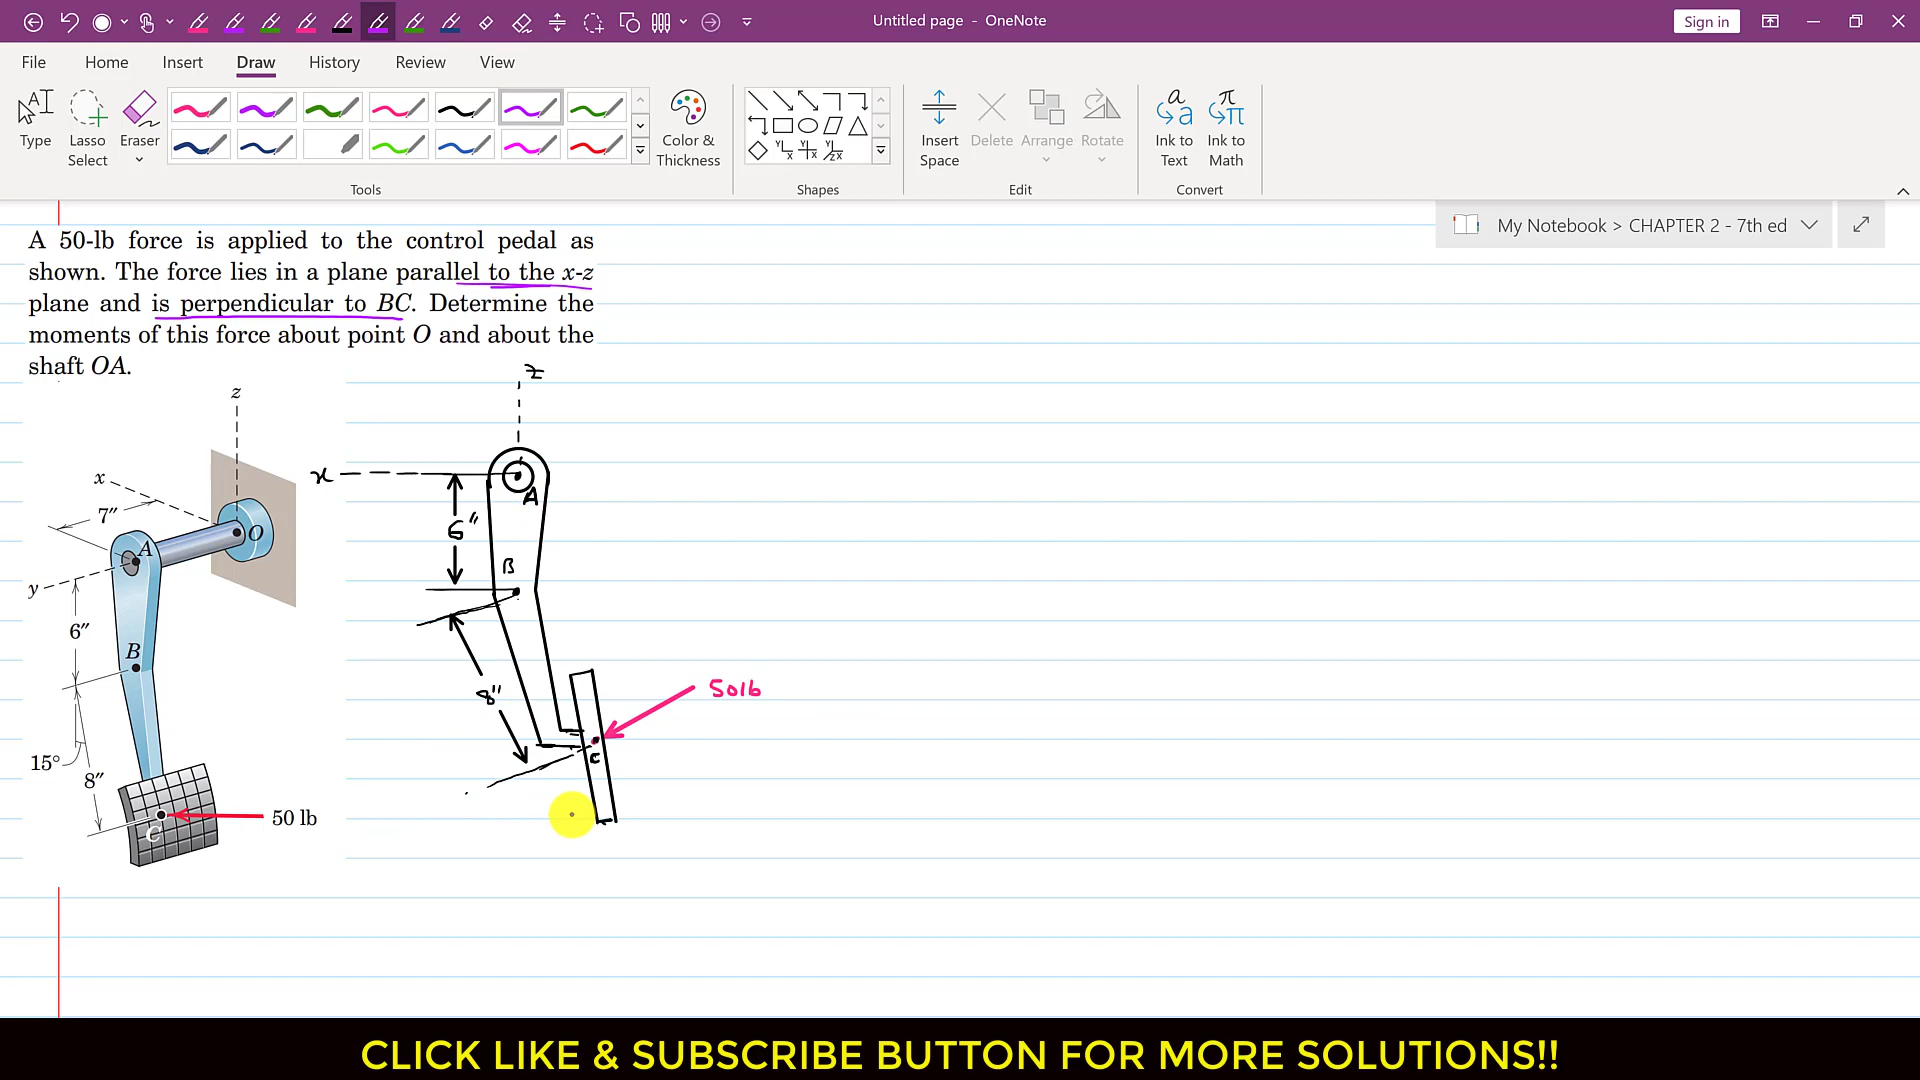 Untitled page - OneNote
Sign in
File
Home
Insert
Draw
History
Review
View
Type
Lasso
Select
Eraser
Color &
Thickness
Insert
Space
Delete
Arrange
Rotate
Ink to
Text
Ink to
Math
Tools
Shapes
Edit
Convert
My Notebook > CHAPTER 2 - 7th ed
A 50-lb force is applied to the control pedal as
shown. The force lies in a plane parallel to the x-z
plane and is perpendicular to BC. Determine the
moments of this force about point O and about the
shaft OA.
z
x
7″
O
A
y
6″
B
15°
8″
C
50 lb
z
x
A
6"
B
8"
50lb
C
CLICK LIKE & SUBSCRIBE BUTTON FOR MORE SOLUTIONS!!